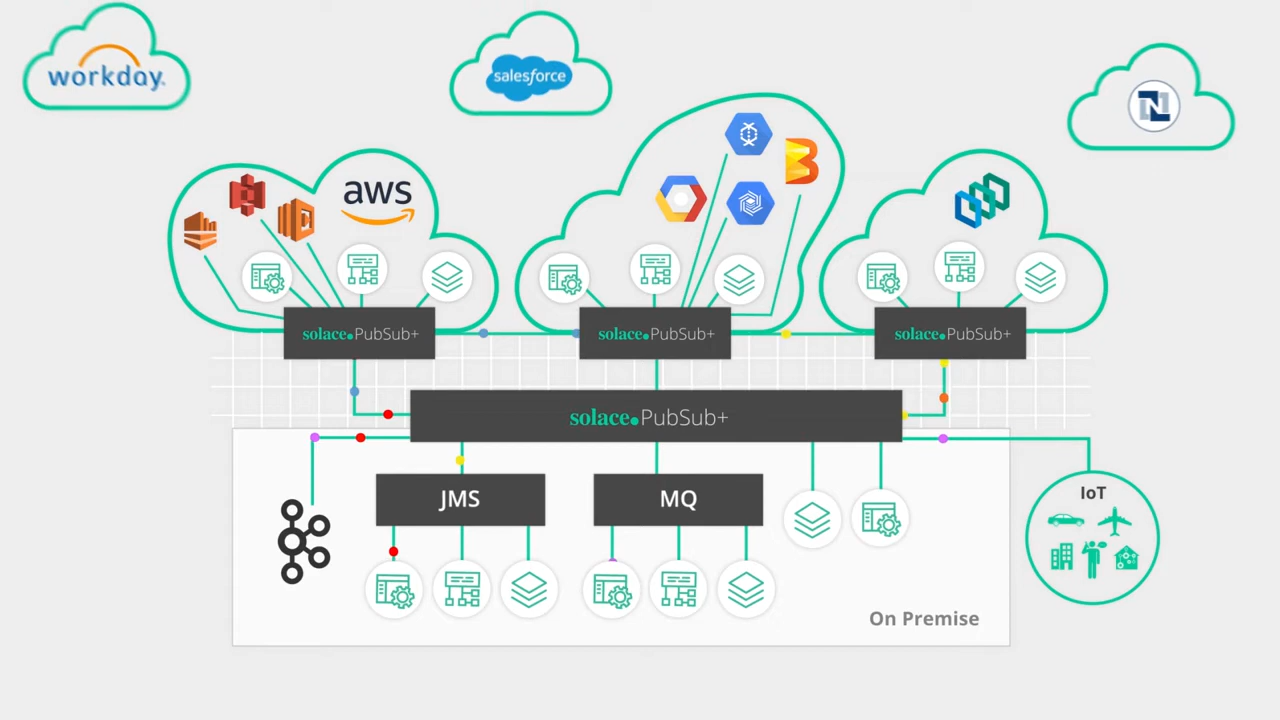 workday.
salesforce
N
aws
solace.PubSub+
solace.PubSub+
solace.PubSub+
solace.PubSub+
JMS
MQ
IoT
On Premise